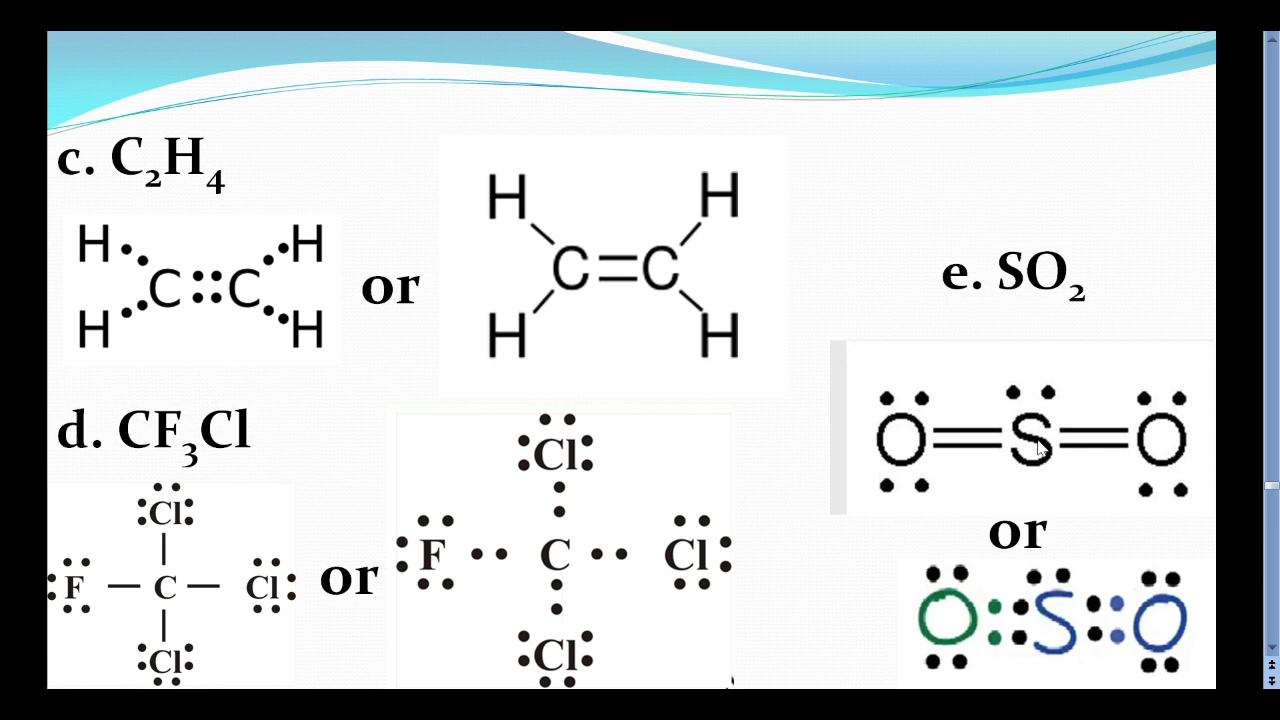 c. C₂H₄
H H
C C
H H
or
H H
C C
H H
d. CF₃Cl
Cl
F C Cl
Cl
or
Cl
F C Cl
Cl
e. SO₂
O S O
or
O S O